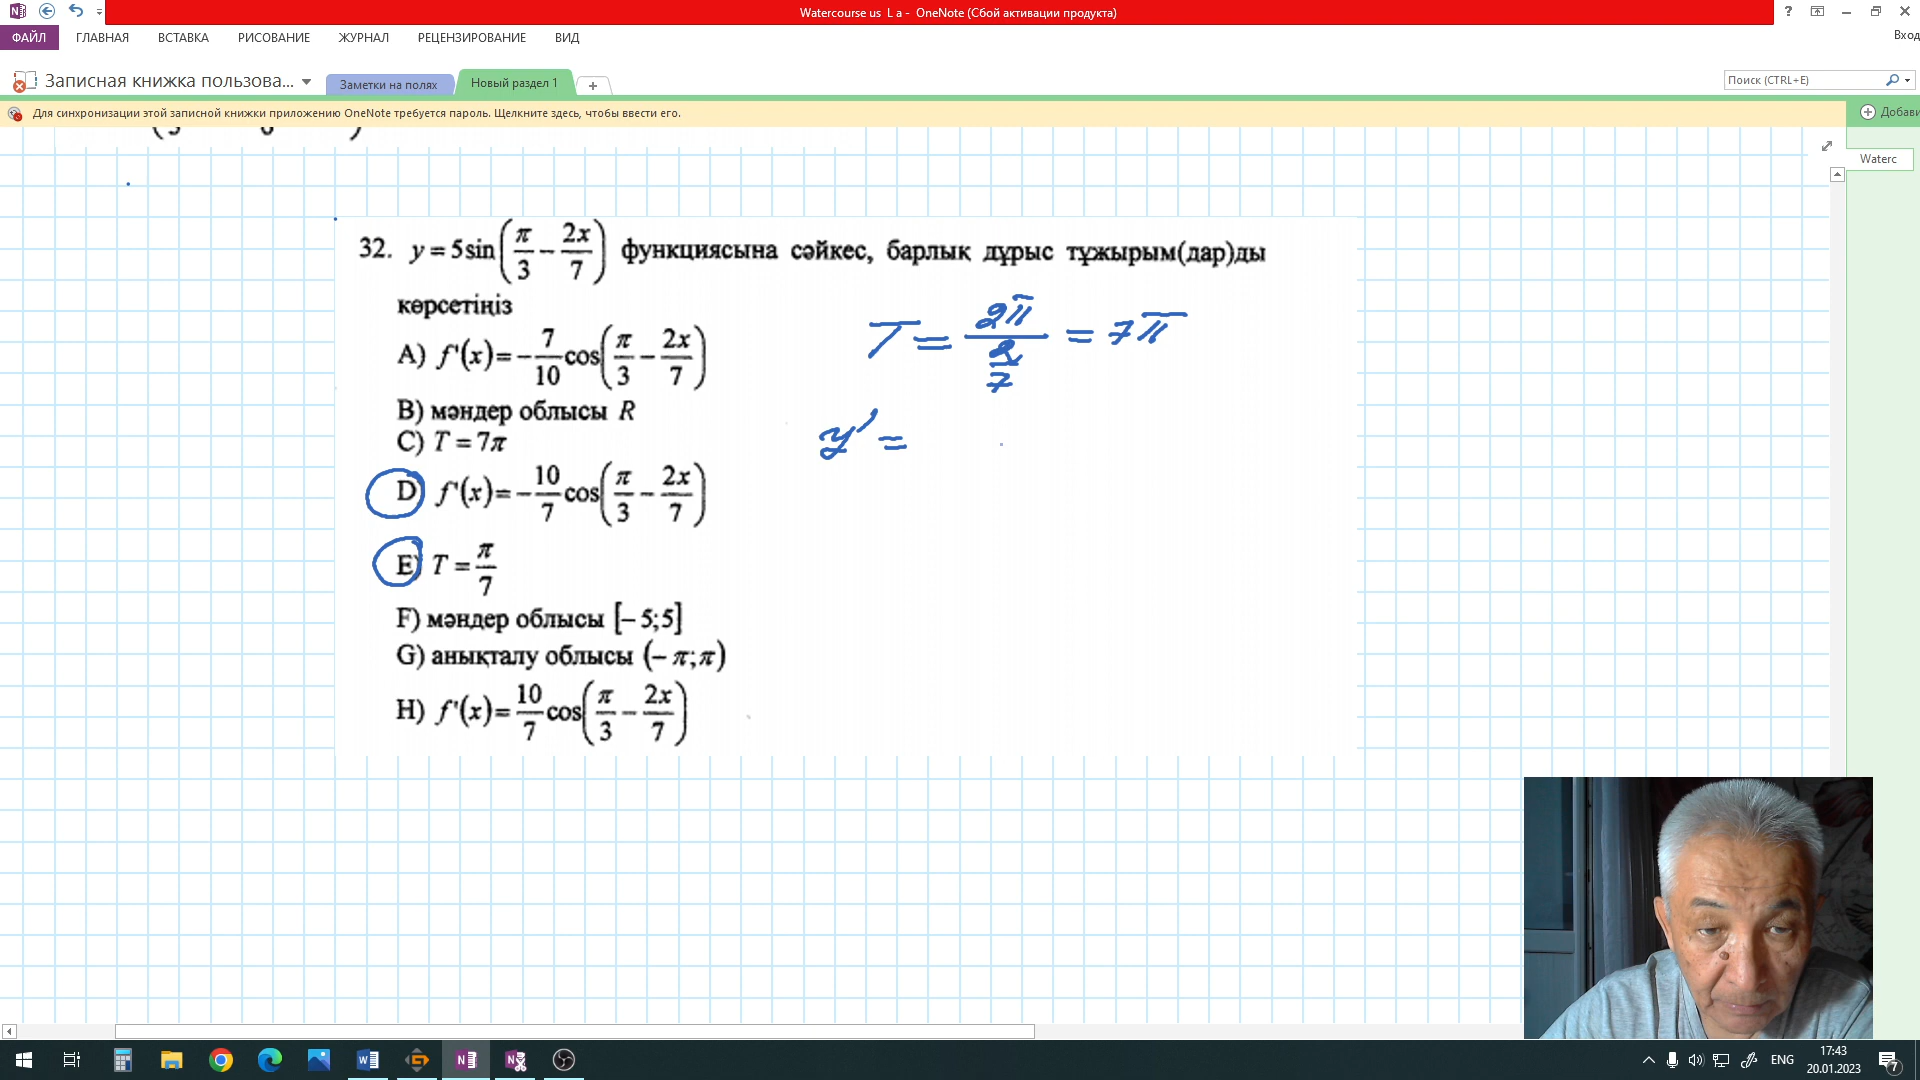 Watercourse us L a - OneNote (Сбой активации продукта)
ФАЙЛ ГЛАВНАЯ ВСТАВКА РИСОВАНИЕ ЖУРНАЛ РЕЦЕНЗИРОВАНИЕ ВИД Вход
Записная книжка пользова... Заметки на полях Новый раздел 1 + Поиск (CTRL+E)
Для синхронизации этой записной книжки приложению OneNote требуется пароль. Щелкните здесь, чтобы ввести его. Добави
Waterc
32. y = 5sin(π/3 − 2x/7) функциясына сәйкес, барлық дұрыс тұжырым(дар)ды
көрсетіңіз
T = 2π/(2/7) = 7π
A) f'(x) = −7/10 cos(π/3 − 2x/7)
B) мәндер облысы R
C) T = 7π
y' =
D) f'(x) = −10/7 cos(π/3 − 2x/7)
E) T = π/7
F) мәндер облысы [− 5;5]
G) анықталу облысы (− π;π)
H) f'(x) = 10/7 cos(π/3 − 2x/7)
ENG 17:43
20.01.2023 7